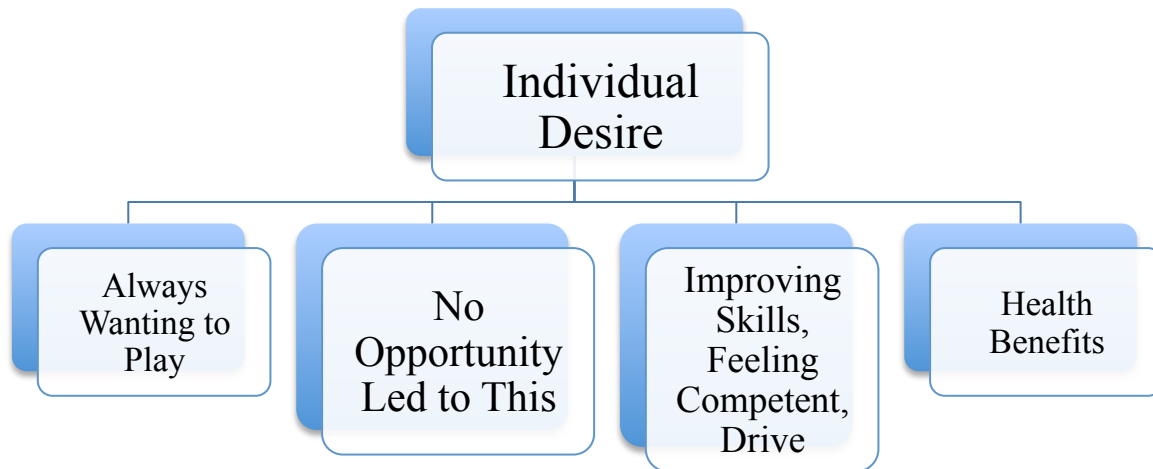 Individual
Desire
Always
Wanting to
Play
No
Opportunity
Led to This
Improving
Skills,
Feeling
Competent,
Drive
Health
Benefits